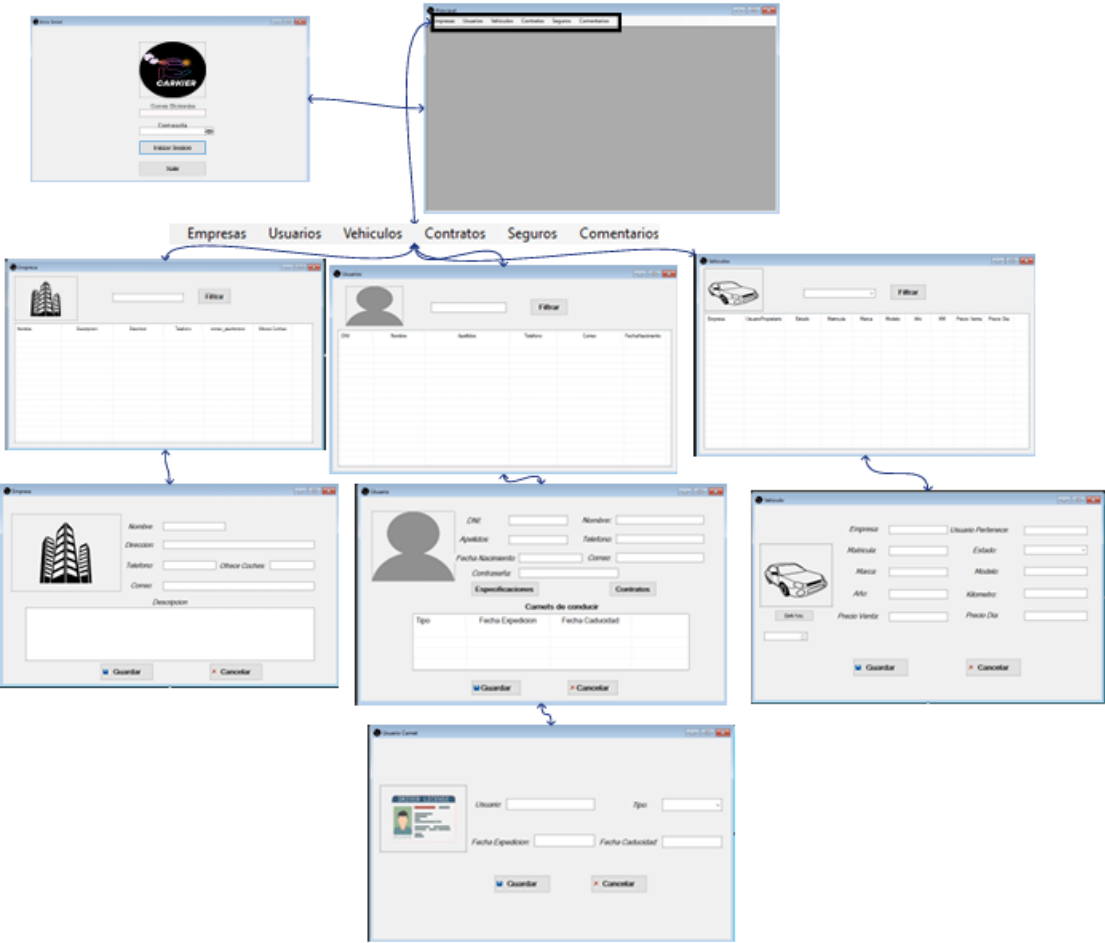 Inicio Sesion
CARKIER
Correo Electronico
Contraseña
Iniciar Sesion
Salir
Principal
Empresas Usuarios Vehiculos Contratos Seguros Comentarios
Empresas Usuarios Vehiculos Contratos Seguros Comentarios
Empresa
Filtrar
Nombre Descripcion Direccion Telefono correo_electronico Ofrece Coches
Usuarios
Filtrar
DNI Nombre Apellidos Telefono Correo FechaNacimiento
Vehiculos
Filtrar
Empresa UsuarioPropietario Estado Matricula Marca Modelo Año KM Precio Venta Precio Dia
Empresa
Nombre:
Direccion:
Telefono: Ofrece Coches:
Correo:
Descripcion
Guardar Cancelar
Usuario
DNI: Nombre:
Apellidos: Telefono:
Fecha Nacimiento: Correo:
Contraseña:
Especificaciones Contratos
Carnets de conducir
Tipo Fecha Expedicion Fecha Caducidad
Guardar Cancelar
Vehiculo
Empresa: Usuario Pertenece:
Matricula: Estado:
Marca: Modelo:
Año: Kilometro:
Precio Venta: Precio Dia:
Guardar Cancelar
Usuario Carnet
DRIVER LICENSE
Usuario: Tipo:
Fecha Expedicion: Fecha Caducidad:
Guardar Cancelar